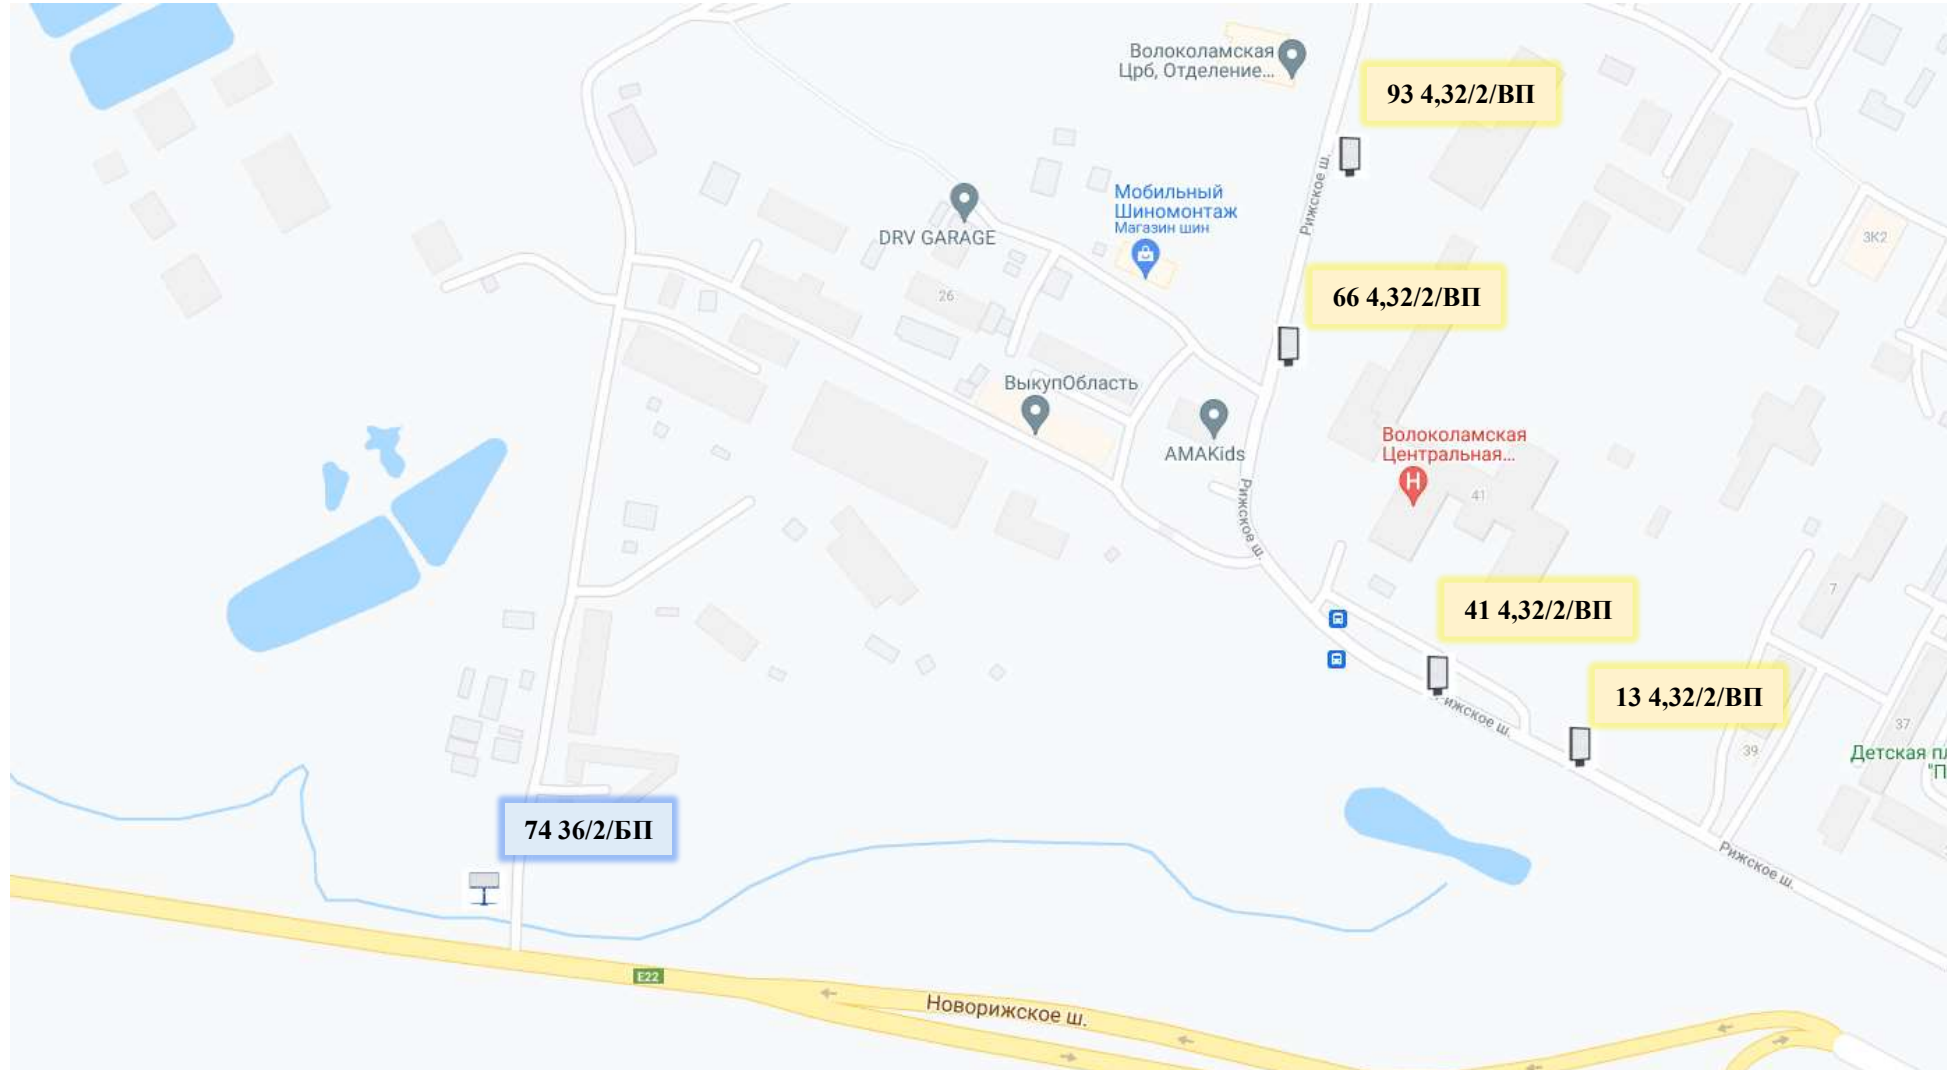 Волоколамская
Црб, Отделение...
93 4,32/2/ВП
Рижское ш.
Мобильный
Шиномонтаж
Магазин шин
DRV GARAGE
3К2
26
66 4,32/2/ВП
ВыкупОбласть
AMAKids
Волоколамская
Центральная...
H
41
Рижское ш.
7
41 4,32/2/ВП
13 4,32/2/ВП
Рижское ш.
37
39
Детская пл
"П
74 36/2/БП
Рижское ш.
E22
Новорижское ш.